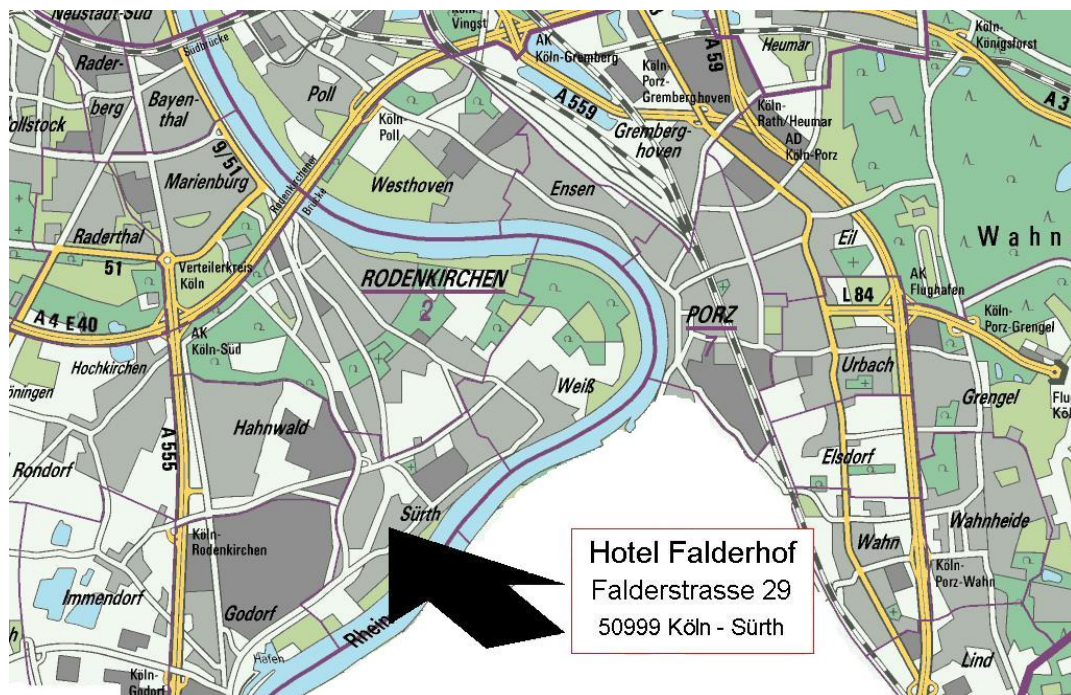 Neustadt-Süd
Südbrücke
Köln-
Vingst
AK
Köln-Gremberg
A 59
Heumar
Köln-
Königsforst
Rader-
berg
Bayen-
thal
Poll
Köln-
Porz-
Gremberghoven
A 3
Köln
Poll
A 559
Gremberg-
hoven
Köln-
Rath/Heumar
AD
Köln-Porz
9/51
Marienburg
Rodenkirchener
Brücke
Westhoven
Ensen
Raderthal
51
Verteilerkreis
Köln
Eil
Wahn
RODENKIRCHEN
2
AK
Flughafen
L 84
PORZ
7
Köln-
Porz-Grengel
A 4 E 40
AK
Köln-Süd
Hochkirchen
Weiß
Urbach
Grengel
Hahnwald
A 555
Rondorf
Elsdorf
Sürth
Wahnheide
Köln-
Rodenkirchen
Hotel Falderhof
Falderstrasse 29
50999 Köln - Sürth
Wahn
Köln-
Porz-Wahn
Immendorf
Godorf
Rhein
Hafen
Lind
Köln-
Godorf